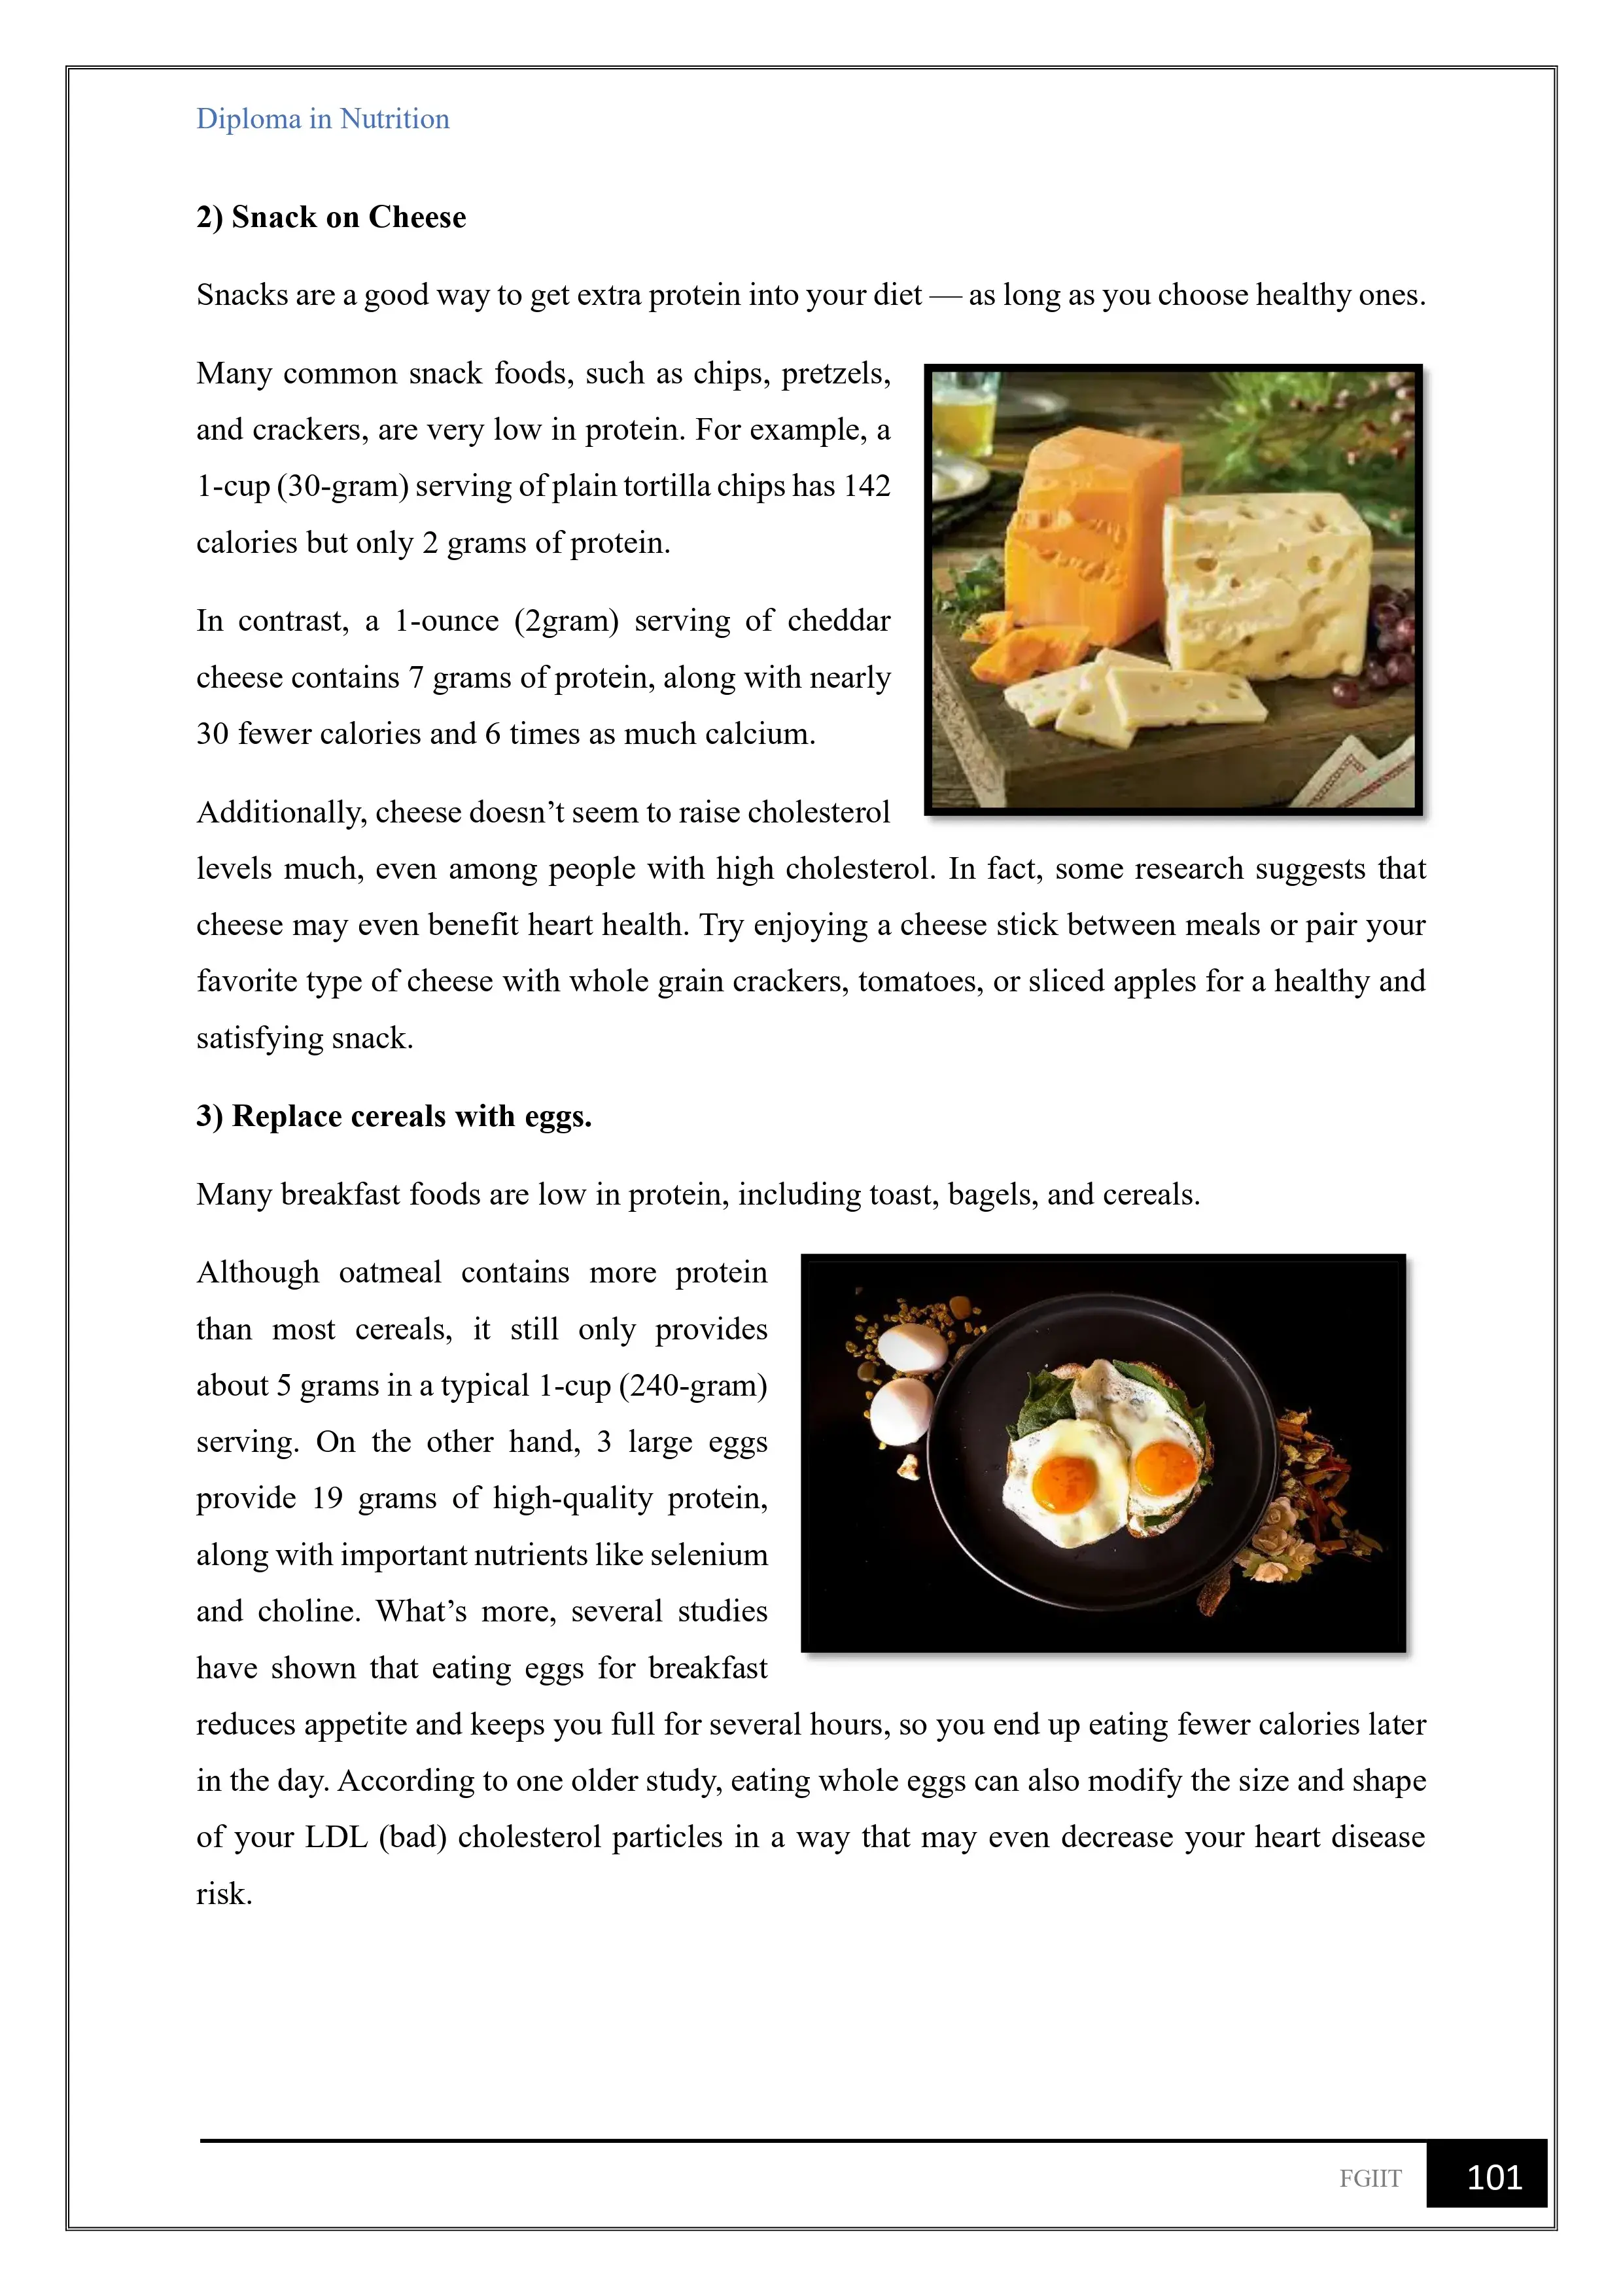 Diploma in Nutrition
2) Snack on Cheese
Snacks are a good way to get extra protein into your diet — as long as you choose healthy ones.
Many common snack foods, such as chips, pretzels,
and crackers, are very low in protein. For example, a
1-cup (30-gram) serving of plain tortilla chips has 142
calories but only 2 grams of protein.
In contrast, a 1-ounce (2gram) serving of cheddar
cheese contains 7 grams of protein, along with nearly
30 fewer calories and 6 times as much calcium.
Additionally, cheese doesn’t seem to raise cholesterol
levels much, even among people with high cholesterol. In fact, some research suggests that
cheese may even benefit heart health. Try enjoying a cheese stick between meals or pair your
favorite type of cheese with whole grain crackers, tomatoes, or sliced apples for a healthy and
satisfying snack.
3) Replace cereals with eggs.
Many breakfast foods are low in protein, including toast, bagels, and cereals.
Although oatmeal contains more protein
than most cereals, it still only provides
about 5 grams in a typical 1-cup (240-gram)
serving. On the other hand, 3 large eggs
provide 19 grams of high-quality protein,
along with important nutrients like selenium
and choline. What’s more, several studies
have shown that eating eggs for breakfast
reduces appetite and keeps you full for several hours, so you end up eating fewer calories later
in the day. According to one older study, eating whole eggs can also modify the size and shape
of your LDL (bad) cholesterol particles in a way that may even decrease your heart disease
risk.
FGIIT 101